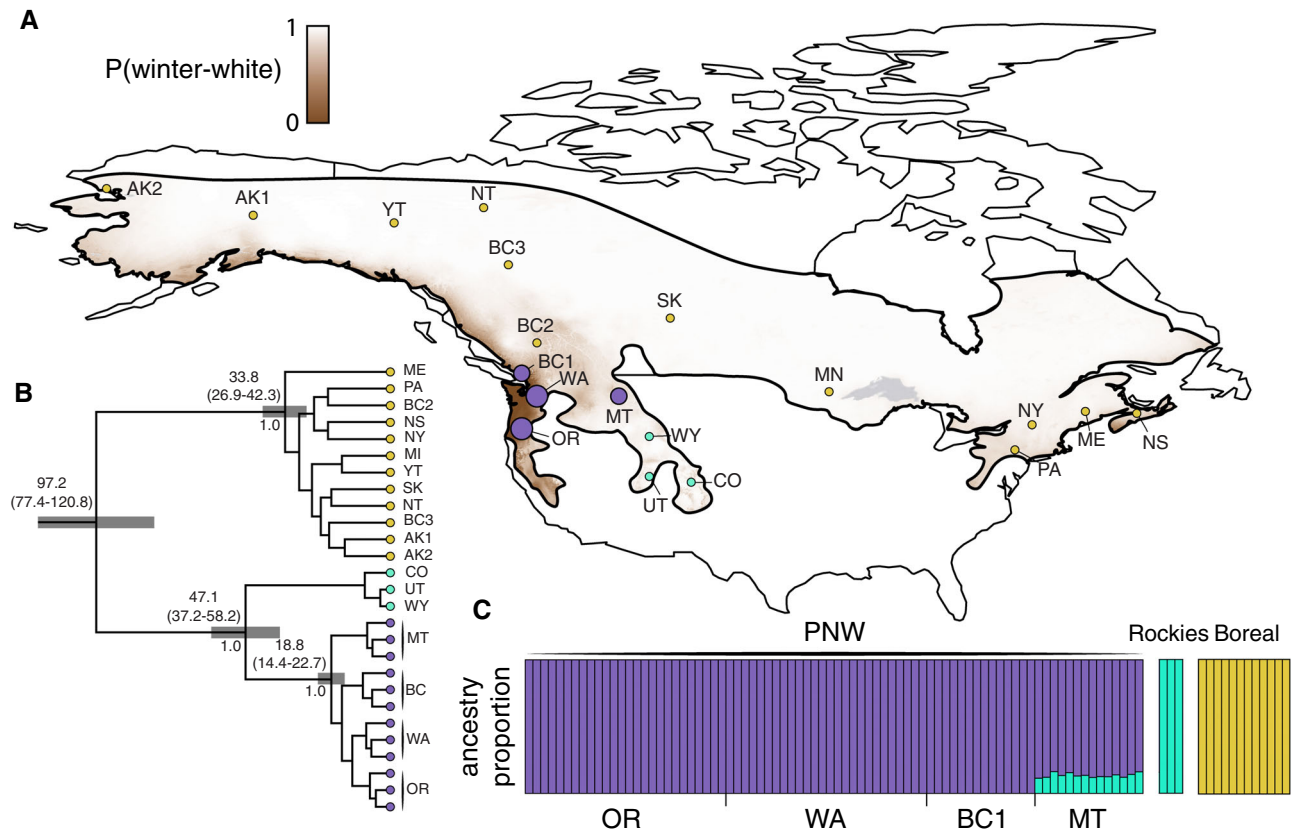 A
1
P(winter-white)
0
AK2
AK1
YT
NT
BC3
SK
BC2
BC1
WA
MT
OR
WY
UT
CO
MN
NY
PA
ME
NS
B
33.8
(26.9-42.3)
1.0
97.2
(77.4-120.8)
47.1
(37.2-58.2)
1.0
18.8
(14.4-22.7)
1.0
ME
PA
BC2
NS
NY
MI
YT
SK
NT
BC3
AK1
AK2
CO
UT
WY
MT
BC
WA
OR
C
PNW
Rockies Boreal
ancestry
proportion
OR WA BC1 MT